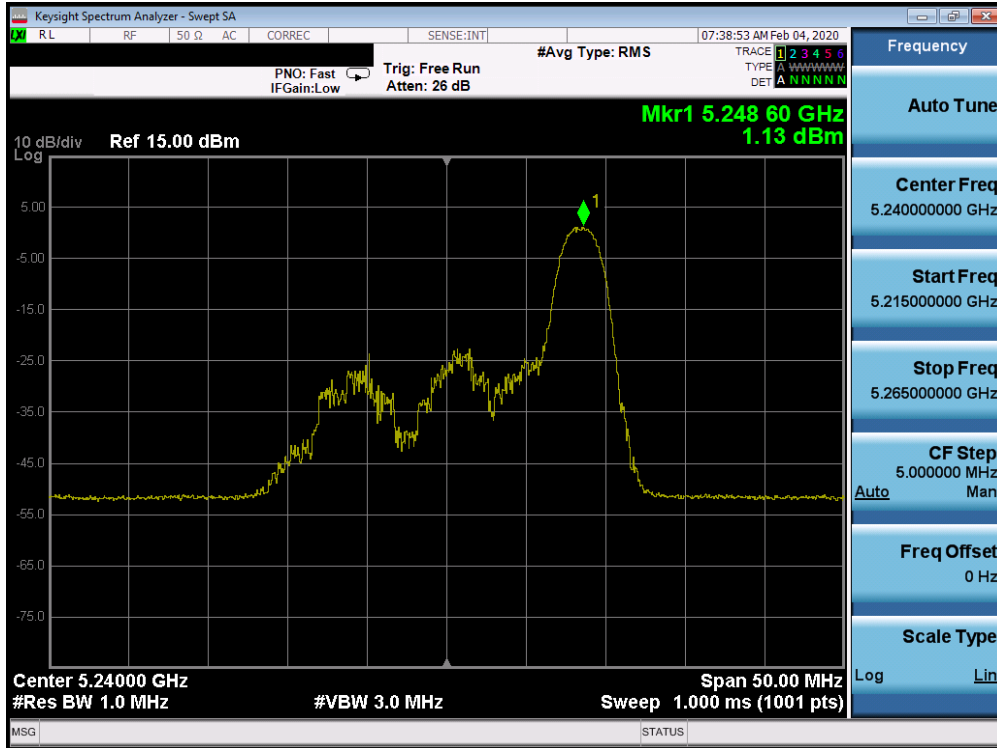 Keysight Spectrum Analyzer - Swept SA
LXI RL RF 50 Ω AC CORREC SENSE:INT 07:38:53 AM Feb 04, 2020
#Avg Type: RMS TRACE 1 2 3 4 5 6
PNO: Fast Trig: Free Run TYPE A WWWWW
IFGain:Low Atten: 26 dB DET A N N N N N
Mkr1 5.248 60 GHz
1.13 dBm
10 dB/div Ref 15.00 dBm
Log
1
5.00
-5.00
-15.0
-25.0
-35.0
-45.0
-55.0
-65.0
-75.0
Center 5.24000 GHz Span 50.00 MHz
#Res BW 1.0 MHz #VBW 3.0 MHz Sweep 1.000 ms (1001 pts)
MSG STATUS
Frequency
Auto Tune
Center Freq
5.240000000 GHz
Start Freq
5.215000000 GHz
Stop Freq
5.265000000 GHz
CF Step
5.000000 MHz
Auto Man
Freq Offset
0 Hz
Scale Type
Log Lin